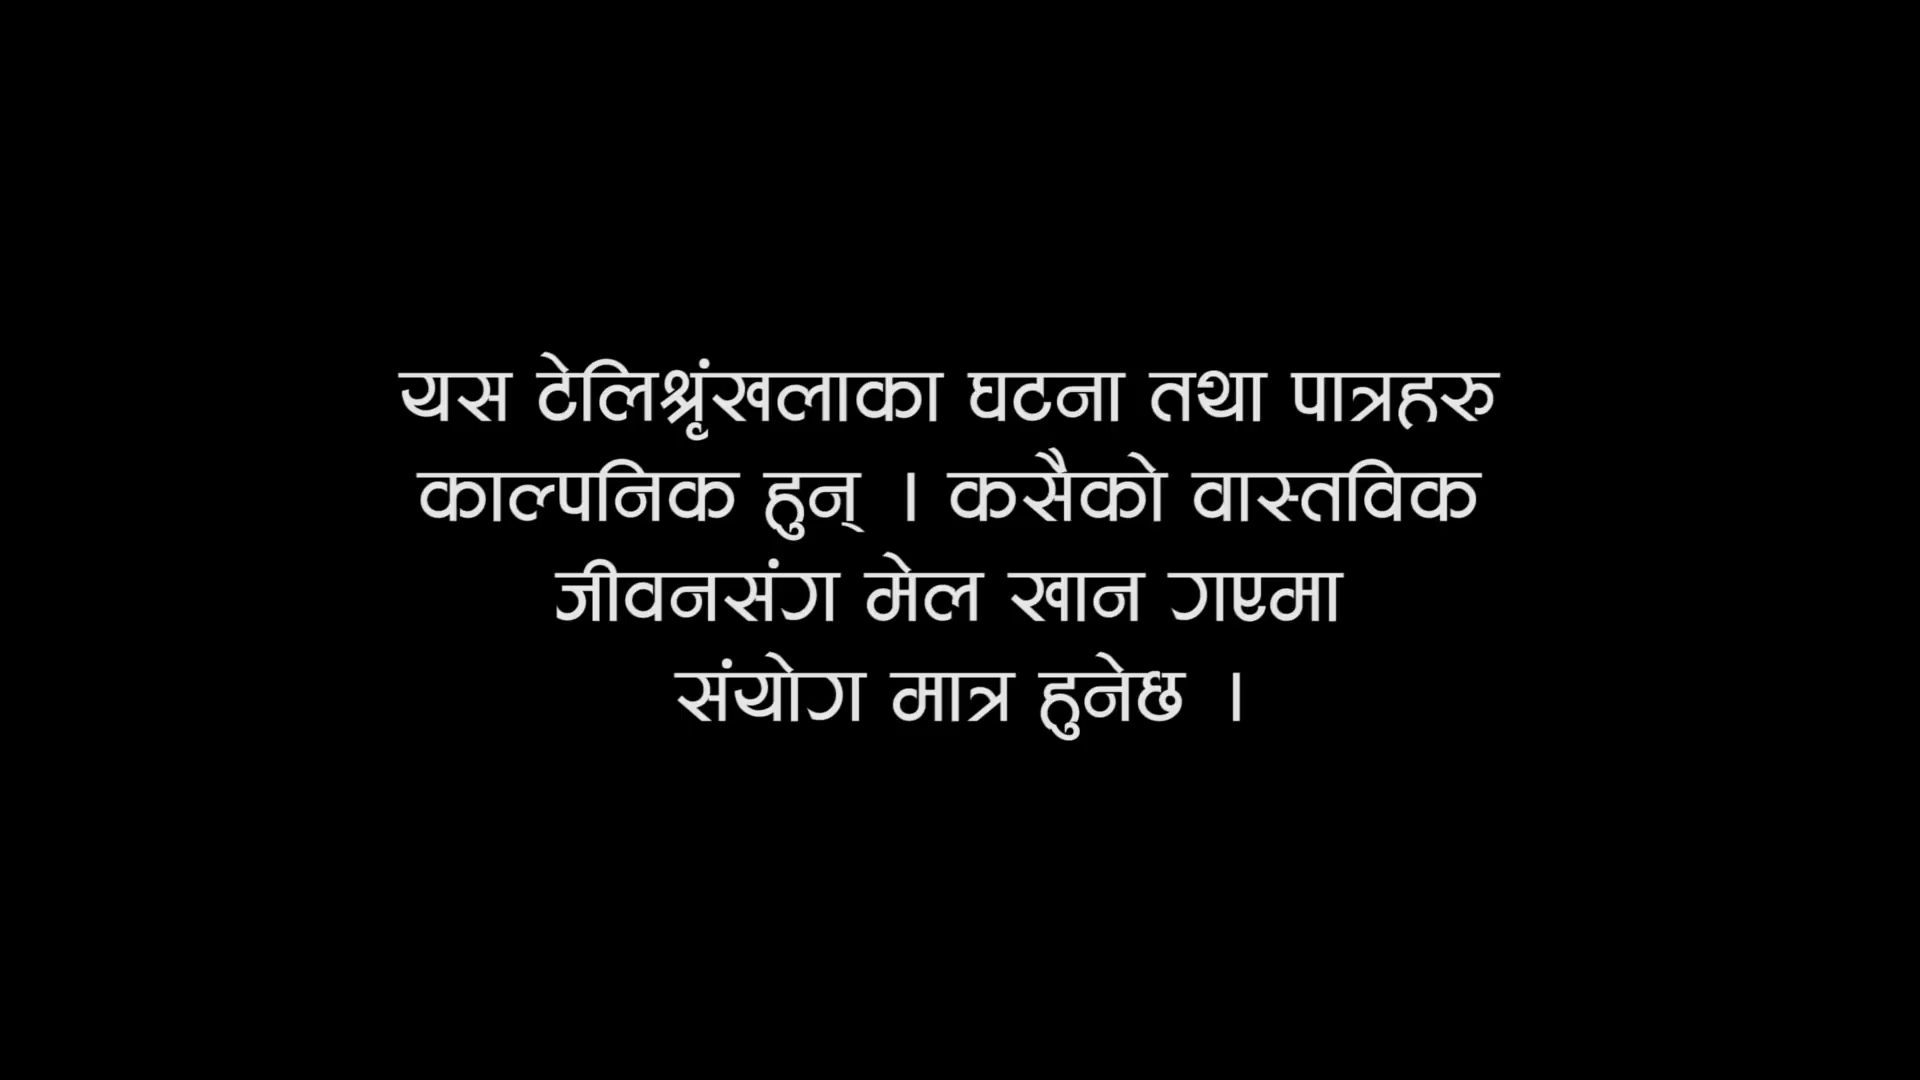 यस टेलिश्रृंखलाका घटना तथा पात्रहरु
काल्पनिक हुन् । कसैको वास्तविक
जीवनसंग मेल खान गएमा
संयोग मात्र हुनेछ ।